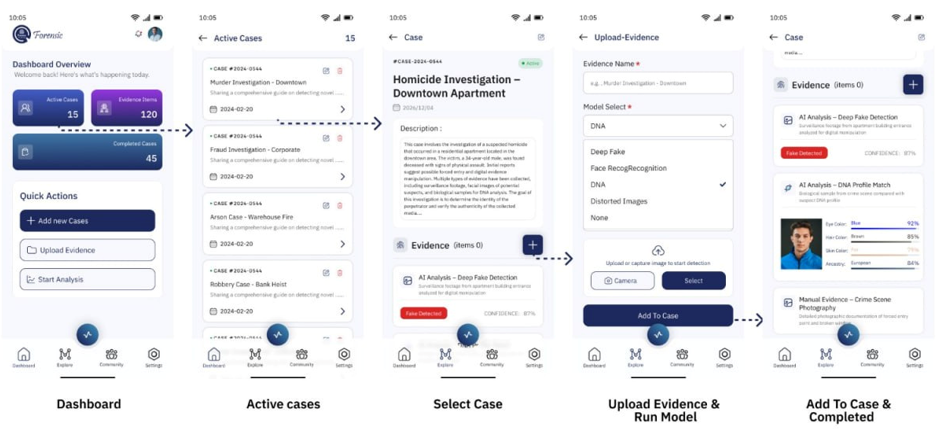 10:05
Forensic
Dashboard Overview
Welcome back! Here's what's happening today.
Active Cases
15
Evidence Items
120
Completed Cases
45
Quick Actions
+ Add new Cases
Upload Evidence
Start Analysis
Dashboard
Explore
Community
Settings
Dashboard
10:05
← Active Cases 15
• CASE #2024-0544
Murder Investigation - Downtown
Sharing a comprehensive guide on detecting novel ......
2024-02-20
• CASE #2024-0544
Fraud Investigation - Corporate
Sharing a comprehensive guide on detecting novel ......
2024-02-20
• CASE #2024-0544
Arson Case - Warehouse Fire
Sharing a comprehensive guide on detecting novel ......
2024-02-20
• CASE #2024-0544
Robbery Case - Bank Heist
Sharing a comprehensive guide on detecting novel ......
2024-02-20
• CASE #2024-0544
Dashboard
Explore
Community
Settings
Active cases
10:05
← Case
#CASE-2024-0544
• Active
Homicide Investigation –
Downtown Apartment
2026/12/04
Description :
This case involves the investigation of a suspected homicide
that occurred in a residential apartment located in the
downtown area. The victim, a 34-year-old male, was found
deceased with signs of physical assault. Initial reports
suggest possible forced entry and digital evidence
manipulation. Multiple types of evidence have been collected,
including surveillance footage, facial images of potential
suspects, and biological samples for DNA analysis. The goal of
this investigation is to determine the identity of the
perpetrator and verify the authenticity of the collected
media...
Evidence (items 0)
+
AI Analysis – Deep Fake Detection
Surveillance footage from apartment building entrance
analyzed for digital manipulation
Fake Detected
CONFIDENCE: 87%
Dashboard
Explore
Community
Settings
Select Case
10:05
← Upload-Evidence
Evidence Name •
e.g., Murder Investigation - Downtown
Model Select •
DNA
Deep Fake
Face RecogRecognition
DNA
Distorted Images
None
Upload or capture image to start detection
Camera
Select
Add To Case
Dashboard
Explore
Community
Settings
Upload Evidence &
Run Model
10:05
← Case
media...
Evidence (items 0)
+
AI Analysis – Deep Fake Detection
Surveillance footage from apartment building entrance
analyzed for digital manipulation
Fake Detected
CONFIDENCE: 87%
AI Analysis – DNA Profile Match
Biological sample from crime scene compared with
suspect DNA profile
Eye Color: Blue 92%
Hair Color: Brown 89%
Skin Color:
Ancestry: European 84%
Manual Evidence – Crime Scene
Photography
Detailed photographic documentation of forced entry
Dashboard
Explore
Community
Settings
Add To Case &
Completed